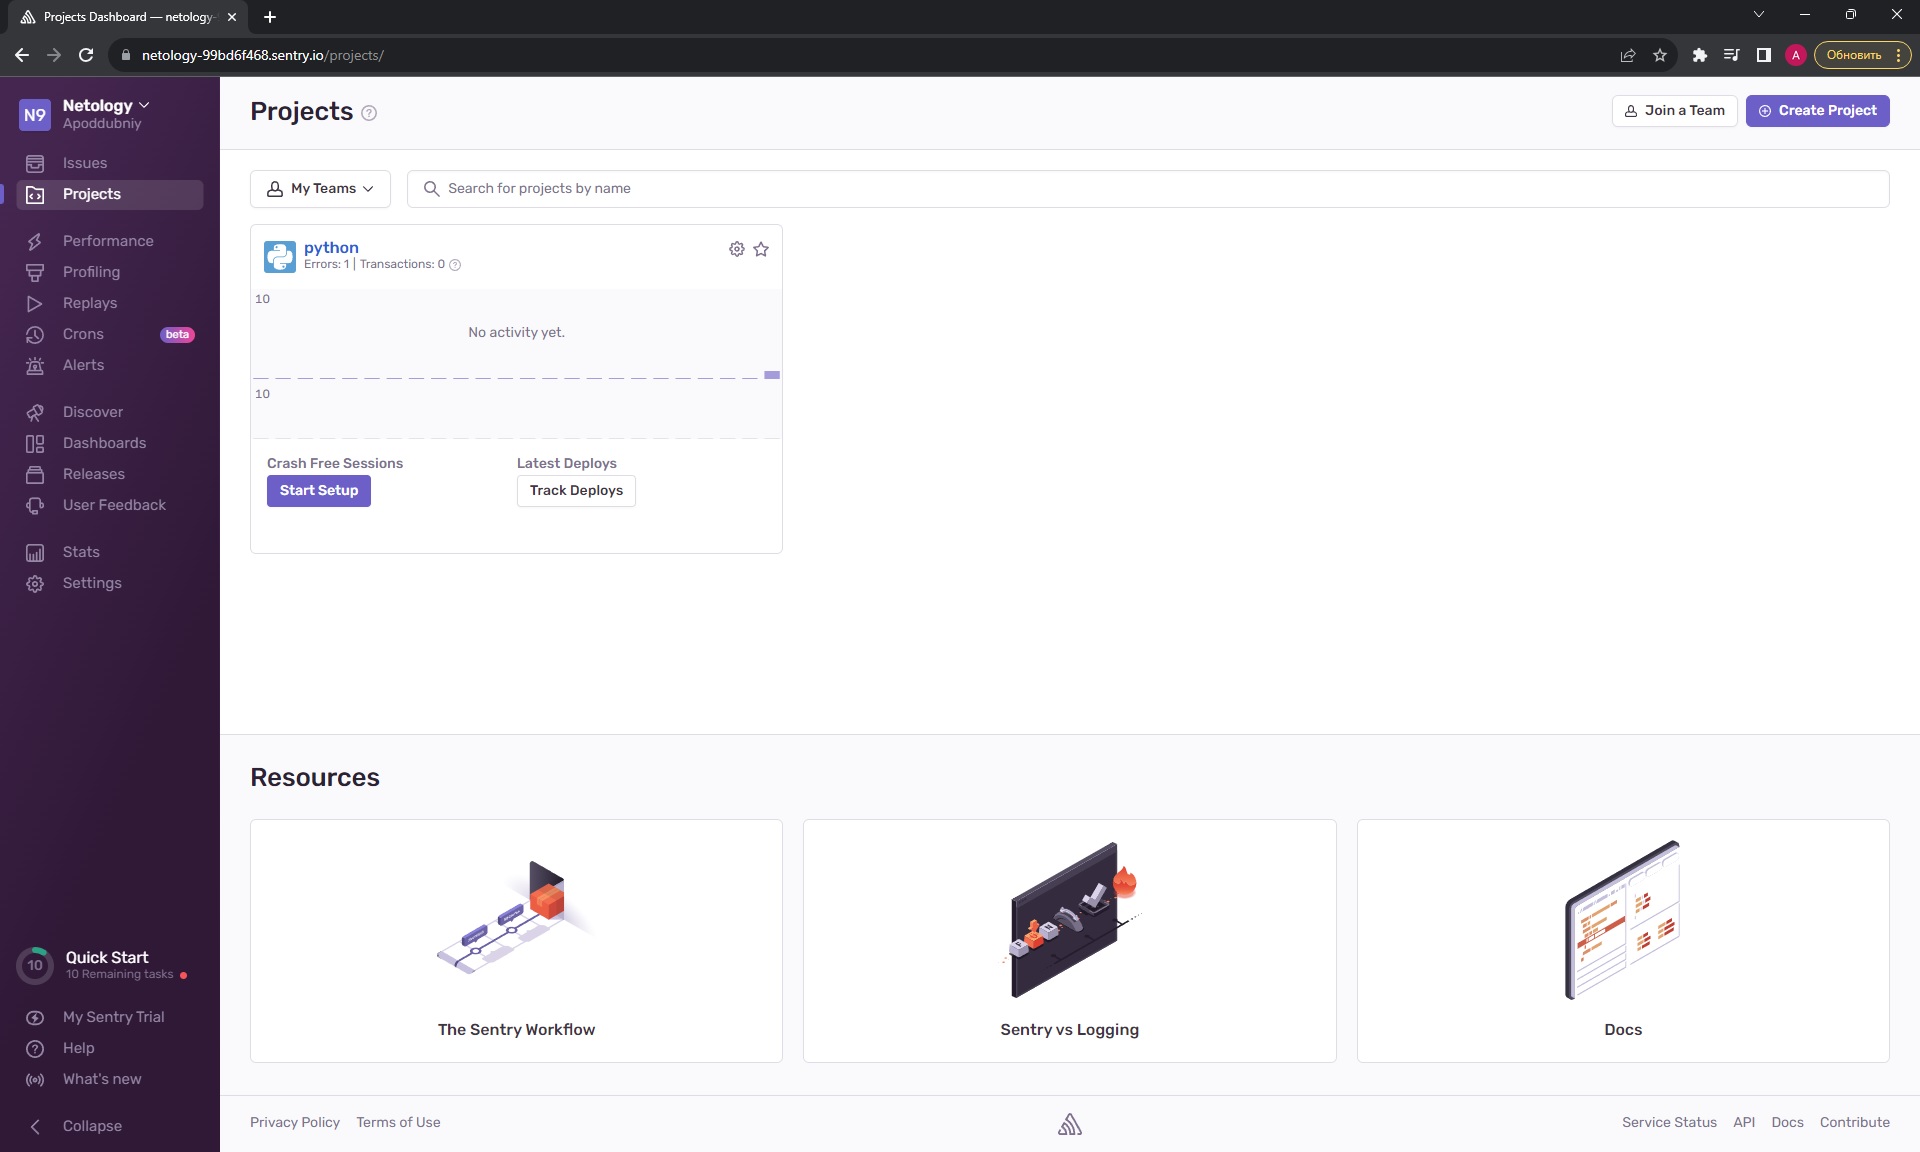 Projects Dashboard — netology-
netology-99bd6f468.sentry.io/projects/
A
Обновить
N9
Netology
Apoddubniy
Issues
Projects
Performance
Profiling
Replays
Crons beta
Alerts
Discover
Dashboards
Releases
User Feedback
Stats
Settings
10
Quick Start
10 Remaining tasks
My Sentry Trial
Help
What's new
Collapse
Projects
Join a Team
Create Project
My Teams
Search for projects by name
python
Errors: 1 | Transactions: 0
10
No activity yet.
10
Crash Free Sessions
Latest Deploys
Start Setup
Track Deploys
Resources
The Sentry Workflow
Sentry vs Logging
Docs
Privacy Policy Terms of Use
Service Status API Docs Contribute